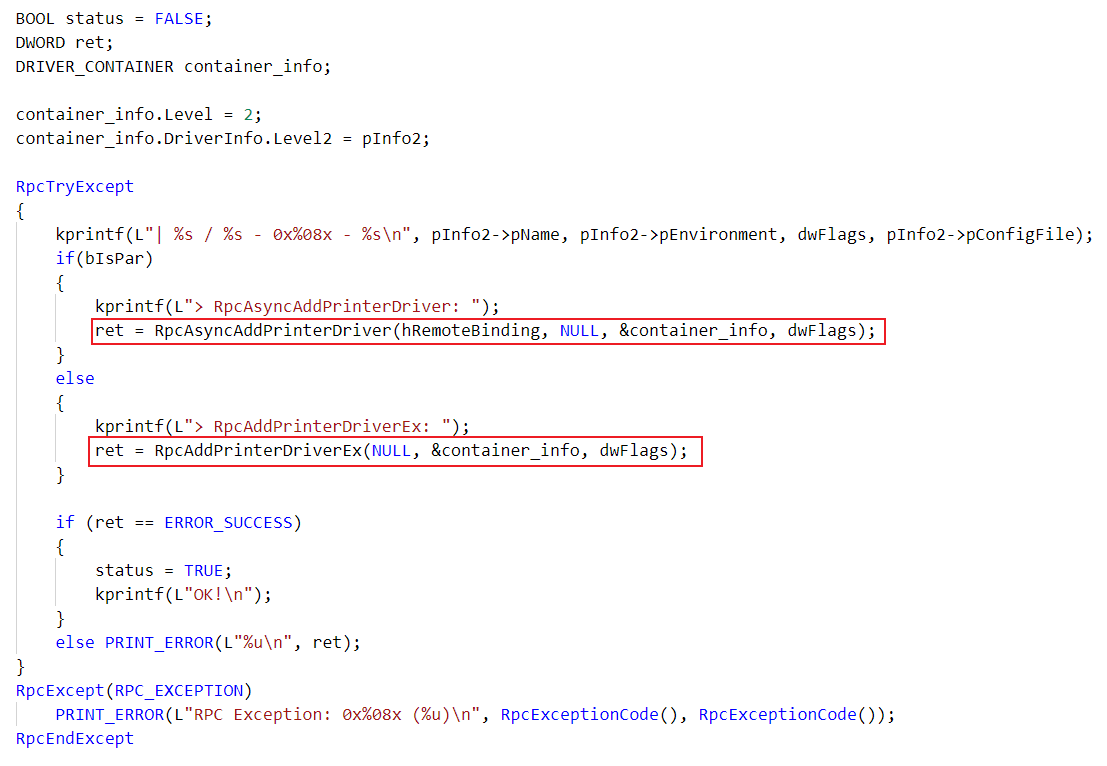 BOOL status = FALSE;
DWORD ret;
DRIVER_CONTAINER container_info;
container_info.Level = 2;
container_info.DriverInfo.Level2 = pInfo2;
RpcTryExcept
{
kprintf(L"| %s / %s - 0x%08x - %s\n", pInfo2->pName, pInfo2->pEnvironment, dwFlags, pInfo2->pConfigFile);
if(bIsPar)
{
kprintf(L"> RpcAsyncAddPrinterDriver: ");
ret = RpcAsyncAddPrinterDriver(hRemoteBinding, NULL, &container_info, dwFlags);
}
else
{
kprintf(L"> RpcAddPrinterDriverEx: ");
ret = RpcAddPrinterDriverEx(NULL, &container_info, dwFlags);
}
if (ret == ERROR_SUCCESS)
{
status = TRUE;
kprintf(L"OK!\n");
}
else PRINT_ERROR(L"%u\n", ret);
}
RpcExcept(RPC_EXCEPTION)
PRINT_ERROR(L"RPC Exception: 0x%08x (%u)\n", RpcExceptionCode(), RpcExceptionCode());
RpcEndExcept